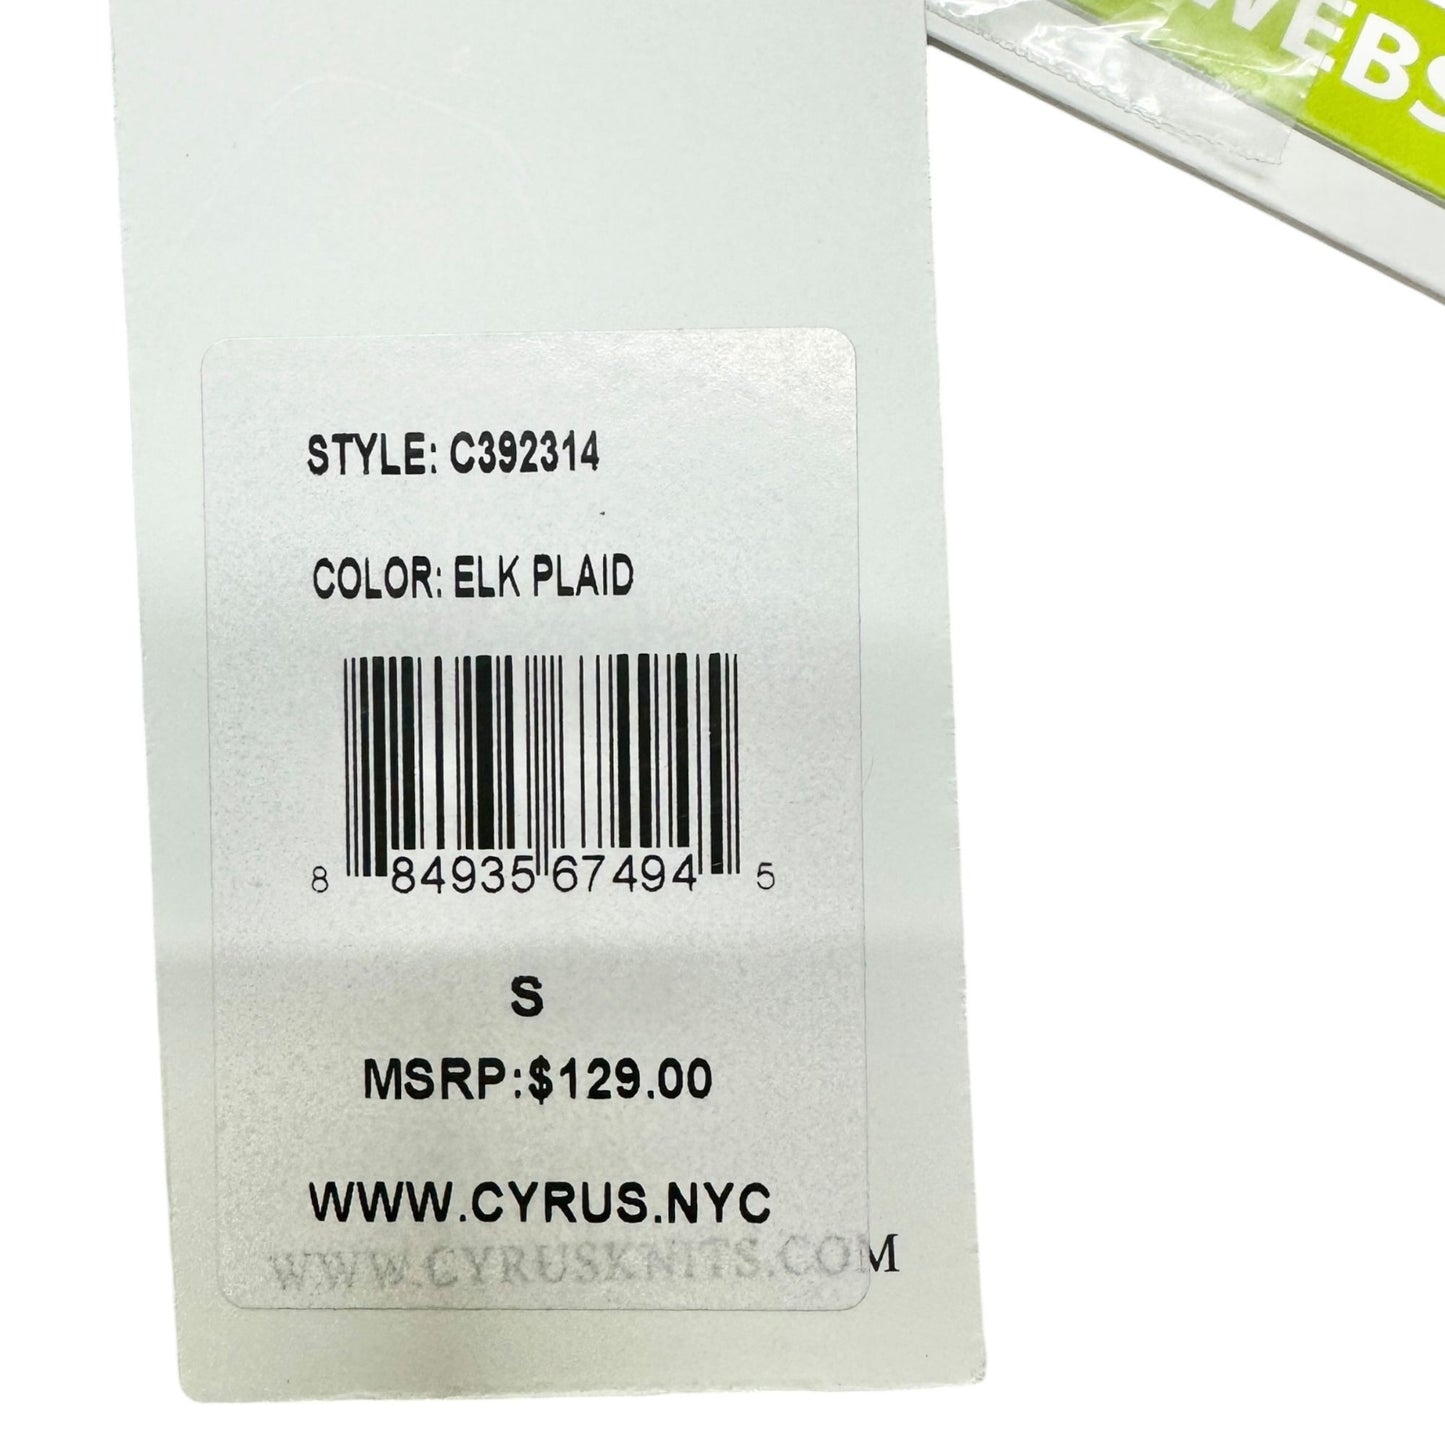 STYLE: C392314
COLOR: ELK PLAID
8 84935 67494 5
S
MSRP:$129.00
WWW.CYRUS.NYC
WWW.CYRUSKNITS.COM